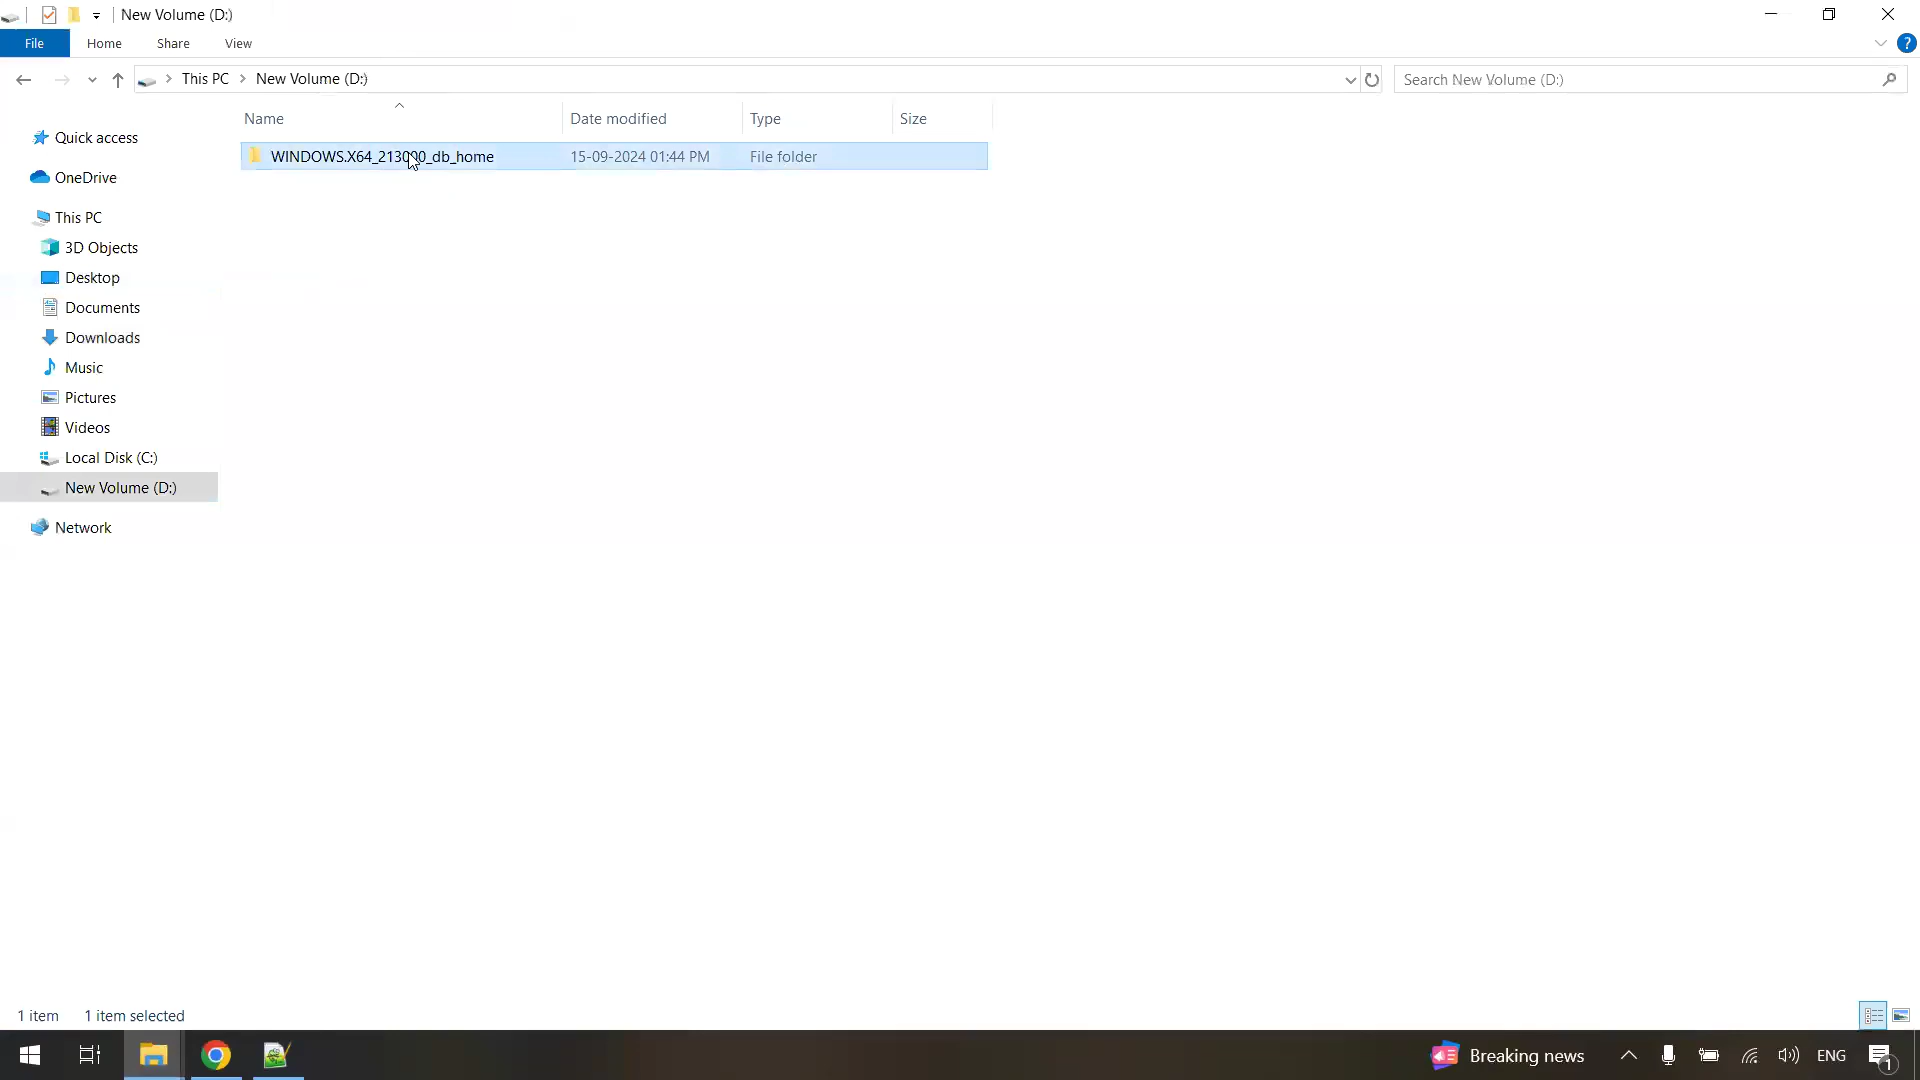 New Volume (D:)
File Home Share View ?
This PC New Volume (D:) Search New Volume (D:)
Name Date modified Type Size
WINDOWS.X64_213000_db_home 15-09-2024 01:44 PM File folder
Quick access
OneDrive
This PC
3D Objects
Desktop
Documents
Downloads
Music
Pictures
Videos
Local Disk (C:)
New Volume (D:)
Network
1 item 1 item selected
Breaking news ENG 1